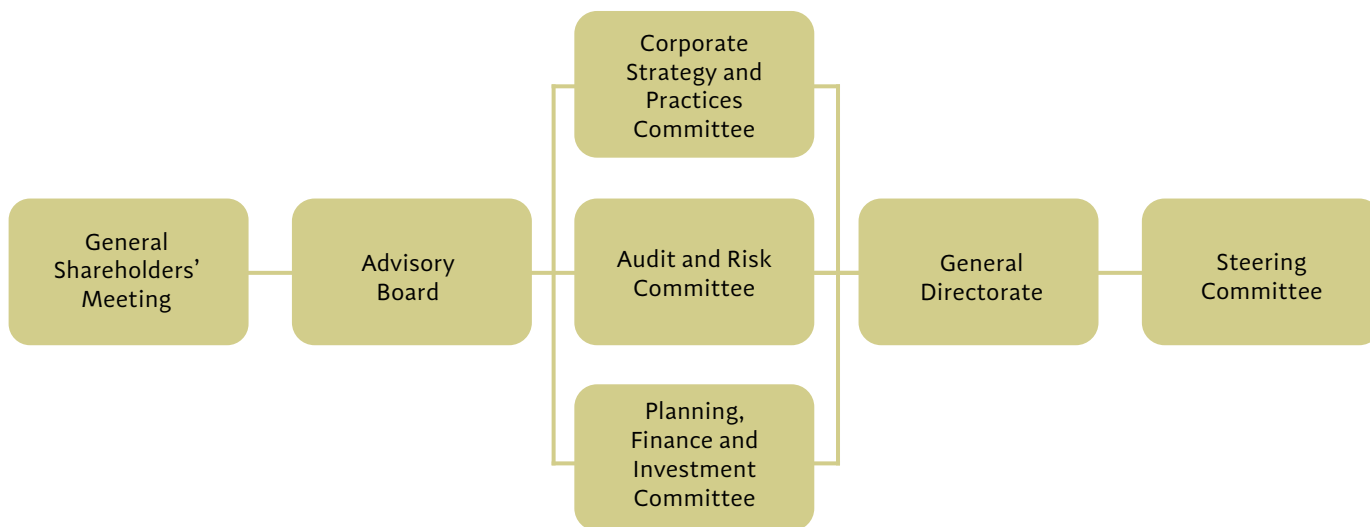 General
Shareholders’
Meeting
Advisory
Board
Corporate
Strategy and
Practices
Committee
Audit and Risk
Committee
Planning,
Finance and
Investment
Committee
General
Directorate
Steering
Committee